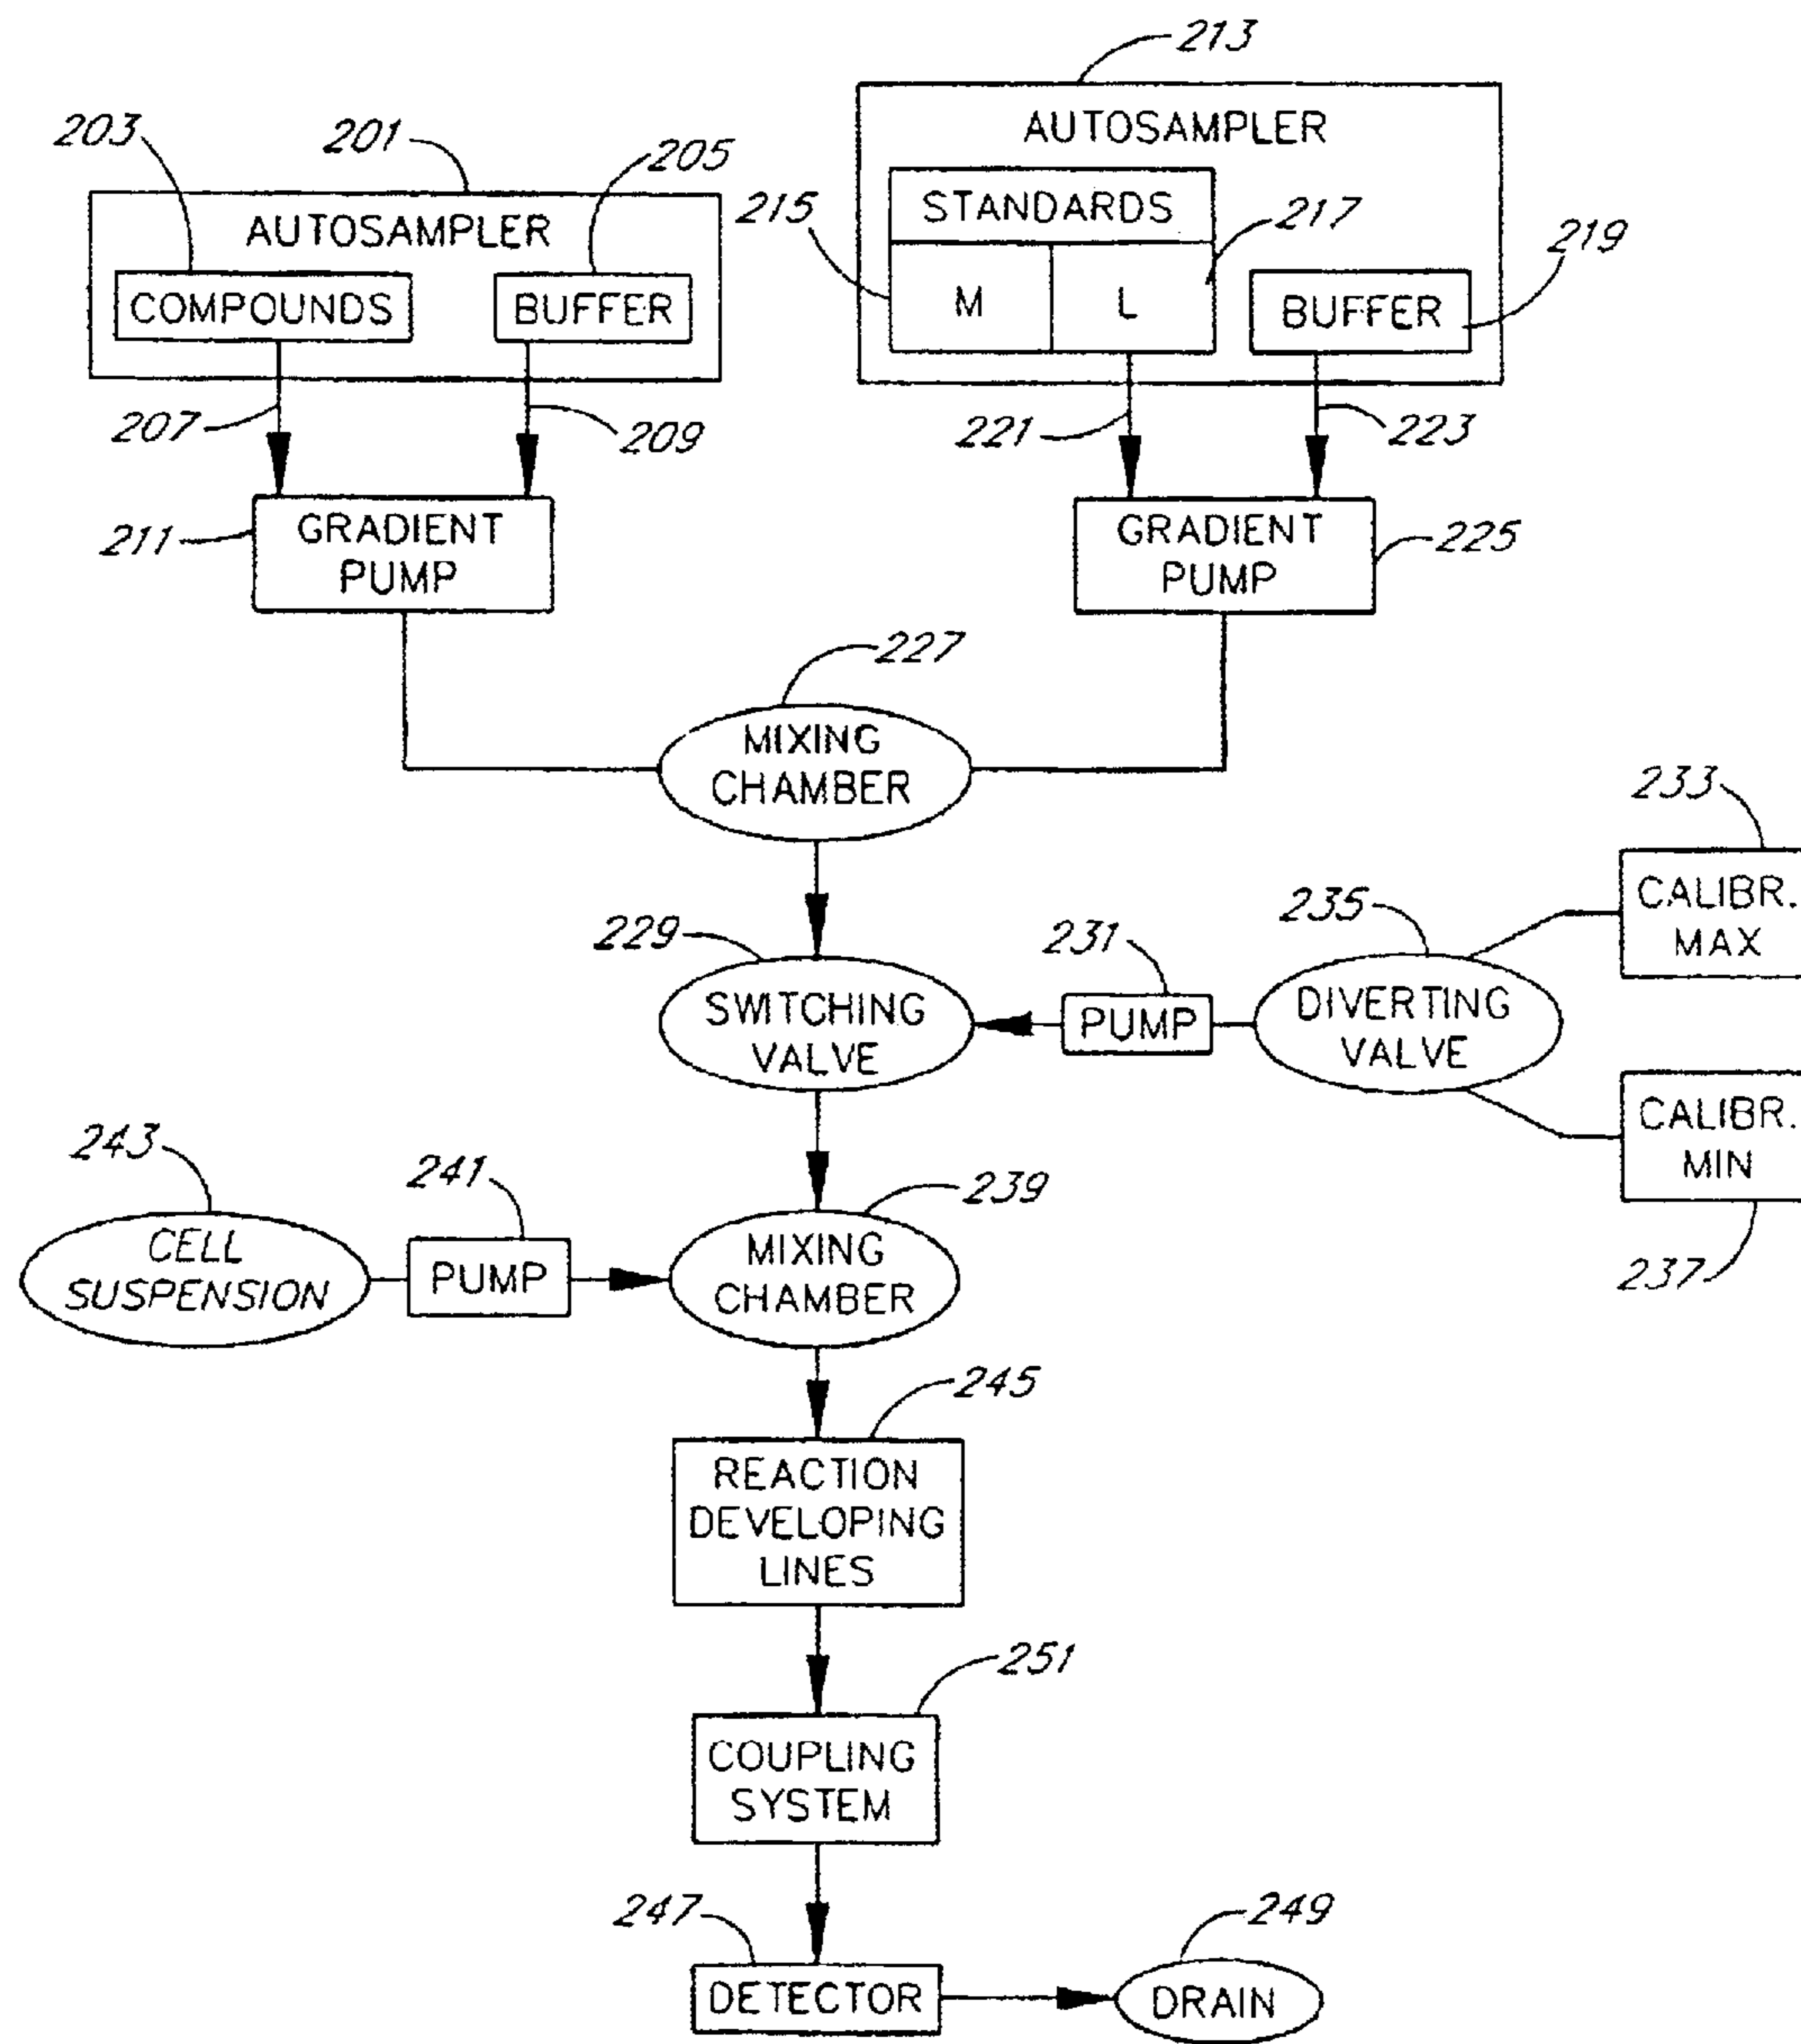 213
203
201
205
AUTOSAMPLER
AUTOSAMPLER
215
STANDARDS
217
219
COMPOUNDS
BUFFER
M
L
BUFFER
207
209
221
223
211
GRADIENT
PUMP
GRADIENT
PUMP
225
227
MIXING
CHAMBER
233
229
231
235
CALIBR.
MAX
SWITCHING
VALVE
PUMP
DIVERTING
VALVE
243
241
239
CALIBR.
MIN
CELL
SUSPENSION
PUMP
MIXING
CHAMBER
237
245
REACTION
DEVELOPING
LINES
251
COUPLING
SYSTEM
247
249
DETECTOR
DRAIN